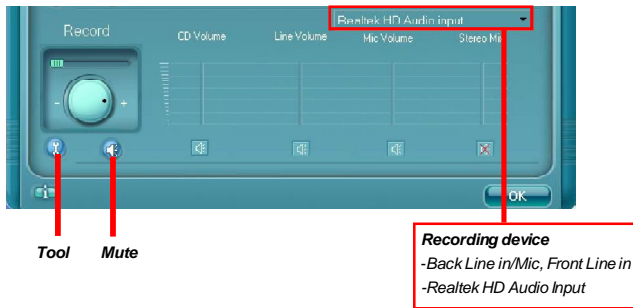 Realtek HD Audio input
Record
CD Volume
Line Volume
Mic Volume
Stereo Mix
- +
i
OK
Tool
Mute
Recording device
-Back Line in/Mic, Front Line in
-Realtek HD Audio Input